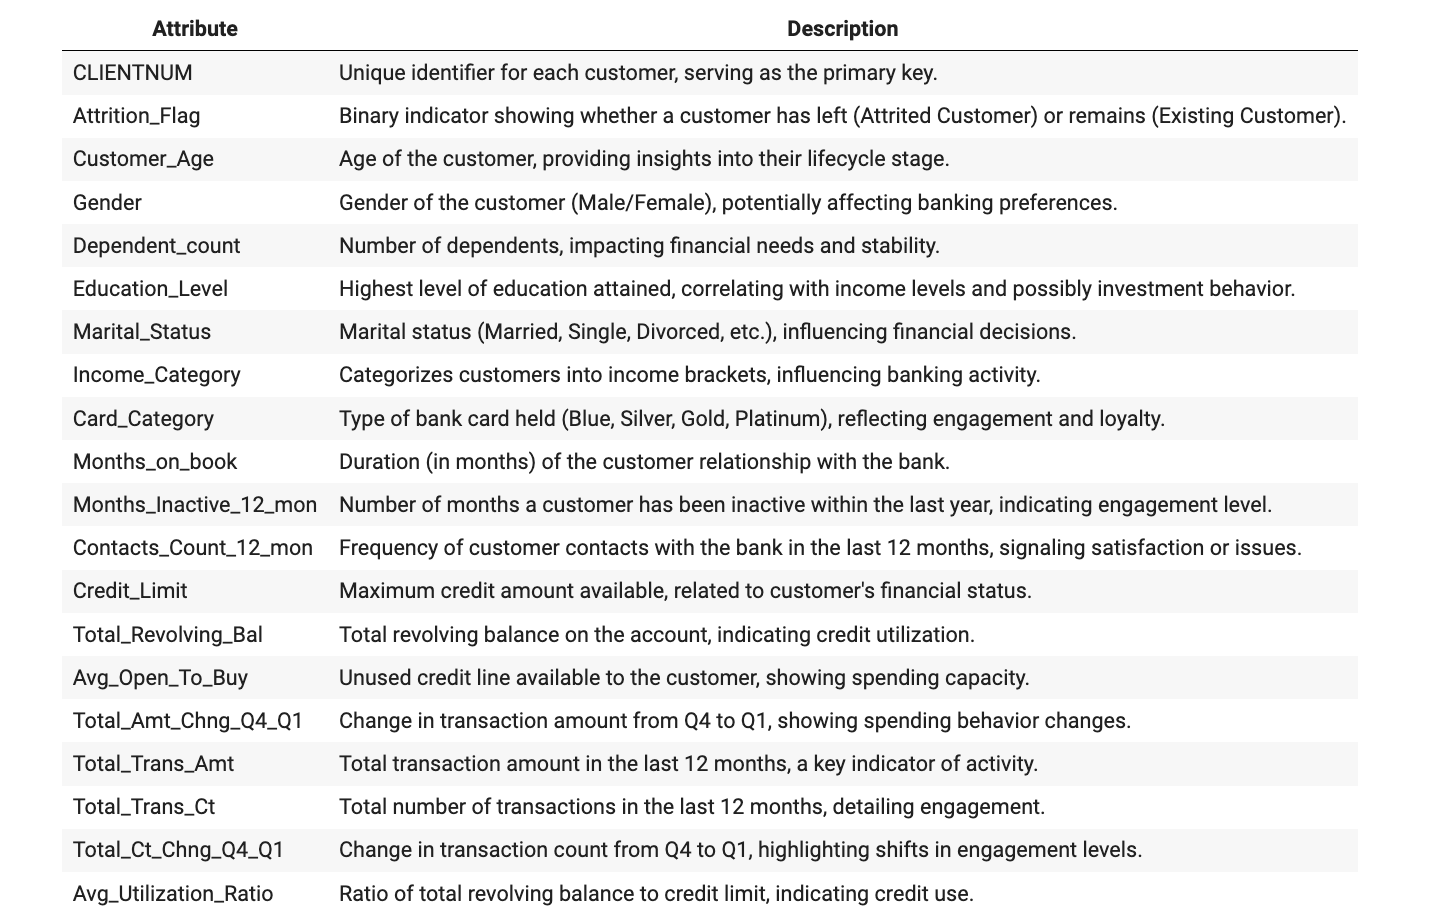 Attribute Description
CLIENTNUM Unique identifier for each customer, serving as the primary key.
Attrition_Flag Binary indicator showing whether a customer has left (Attrited Customer) or remains (Existing Customer).
Customer_Age Age of the customer, providing insights into their lifecycle stage.
Gender Gender of the customer (Male/Female), potentially affecting banking preferences.
Dependent_count Number of dependents, impacting financial needs and stability.
Education_Level Highest level of education attained, correlating with income levels and possibly investment behavior.
Marital_Status Marital status (Married, Single, Divorced, etc.), influencing financial decisions.
Income_Category Categorizes customers into income brackets, influencing banking activity.
Card_Category Type of bank card held (Blue, Silver, Gold, Platinum), reflecting engagement and loyalty.
Months_on_book Duration (in months) of the customer relationship with the bank.
Months_Inactive_12_mon Number of months a customer has been inactive within the last year, indicating engagement level.
Contacts_Count_12_mon Frequency of customer contacts with the bank in the last 12 months, signaling satisfaction or issues.
Credit_Limit Maximum credit amount available, related to customer's financial status.
Total_Revolving_Bal Total revolving balance on the account, indicating credit utilization.
Avg_Open_To_Buy Unused credit line available to the customer, showing spending capacity.
Total_Amt_Chng_Q4_Q1 Change in transaction amount from Q4 to Q1, showing spending behavior changes.
Total_Trans_Amt Total transaction amount in the last 12 months, a key indicator of activity.
Total_Trans_Ct Total number of transactions in the last 12 months, detailing engagement.
Total_Ct_Chng_Q4_Q1 Change in transaction count from Q4 to Q1, highlighting shifts in engagement levels.
Avg_Utilization_Ratio Ratio of total revolving balance to credit limit, indicating credit use.